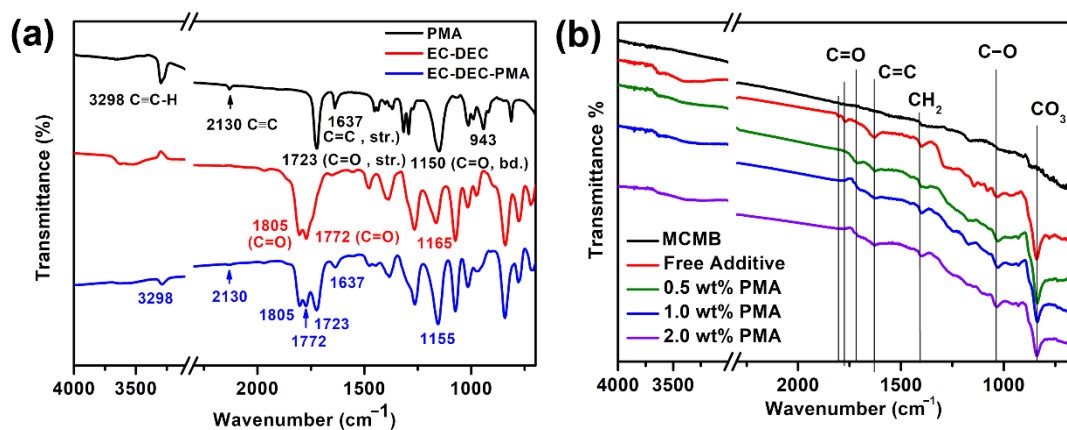 (a)
PMA
EC-DEC
EC-DEC-PMA
3298 C≡C-H
2130 C≡C
1637
(C=C , str.)
943
1723 (C=O , str.)
1150 (C=O, bd.)
1805
(C=O)
1772 (C=O)
1165
3298
2130
1637
1805
1723
1772
1155
Transmittance (%)
4000 3500 2000 1500 1000
Wavenumber (cm⁻¹)
(b)
C=O
C=C
CH₂
C−O
CO₃
MCMB
Free Additive
0.5 wt% PMA
1.0 wt% PMA
2.0 wt% PMA
Transmittance %
4000 3500 2000 1500 1000
Wavenumber (cm⁻¹)